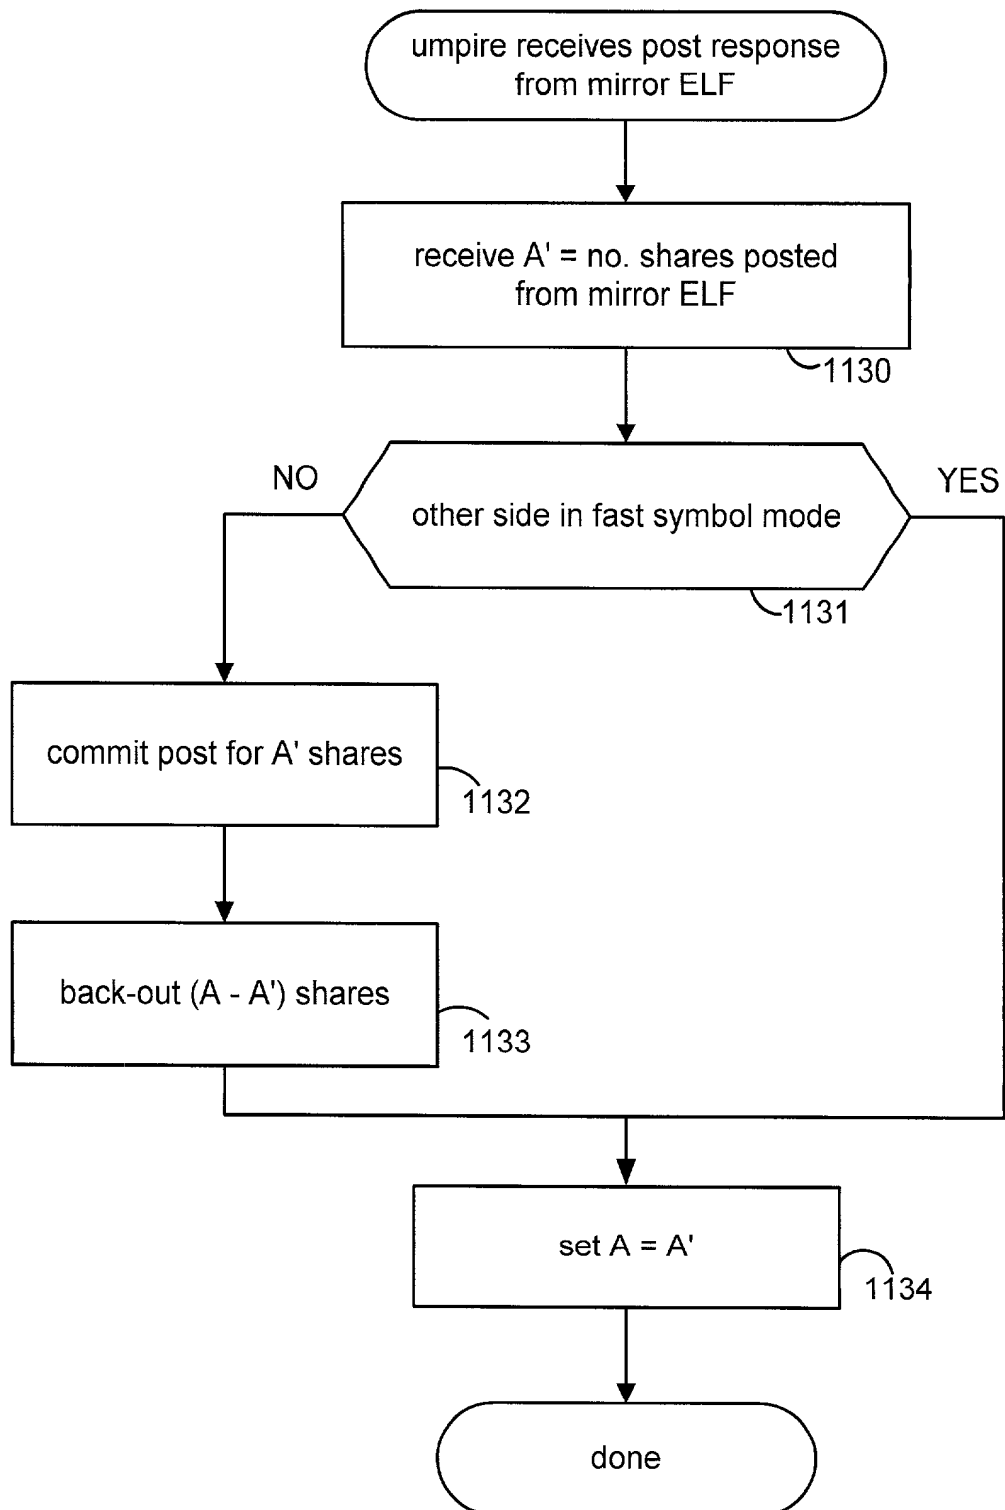 umpire receives post response
from mirror ELF
receive A' = no. shares posted
from mirror ELF
1130
NO
YES
other side in fast symbol mode
1131
commit post for A' shares
1132
back-out (A - A') shares
1133
set A = A'
1134
done